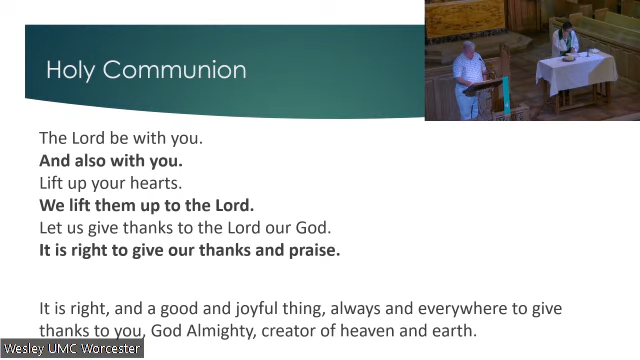 Holy Communion
The Lord be with you.
And also with you.
Lift up your hearts.
We lift them up to the Lord.
Let us give thanks to the Lord our God.
It is right to give our thanks and praise.
It is right, and a good and joyful thing, always and everywhere to give
thanks to you, God Almighty, creator of heaven and earth.
Wesley UMC Worcester